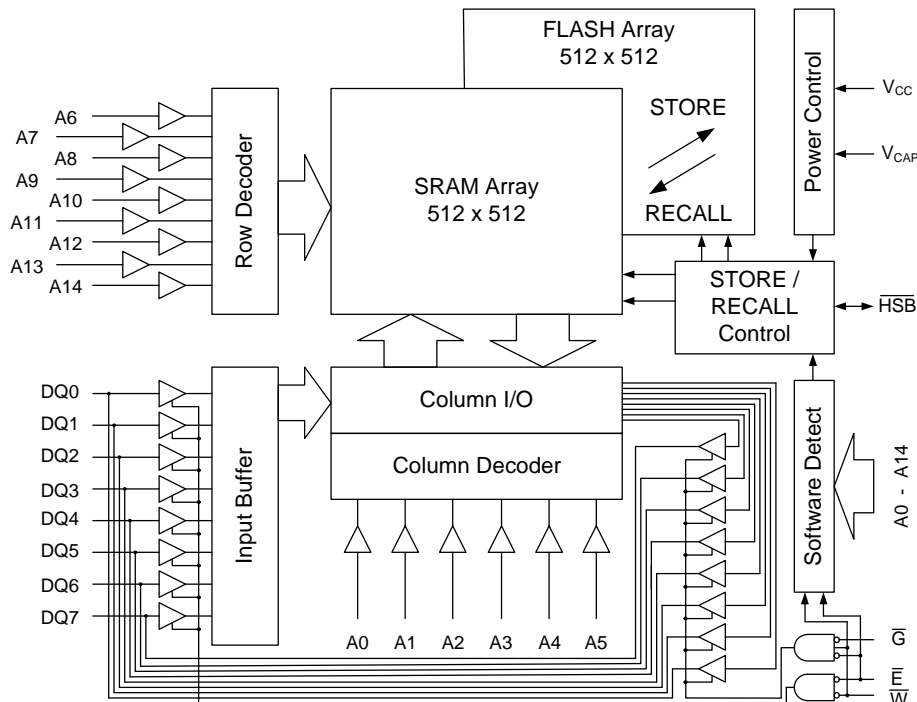 FLASH Array
512 x 512
STORE
RECALL
SRAM Array
512 x 512
Power Control
V_CC
V_CAP
A6
A7
A8
A9
A10
A11
A12
A13
A14
Row Decoder
STORE /
RECALL
Control
HSB
DQ0
DQ1
DQ2
DQ3
DQ4
DQ5
DQ6
DQ7
Input Buffer
Column I/O
Column Decoder
A0
A1
A2
A3
A4
A5
Software Detect
A0 - A14
G
E
W